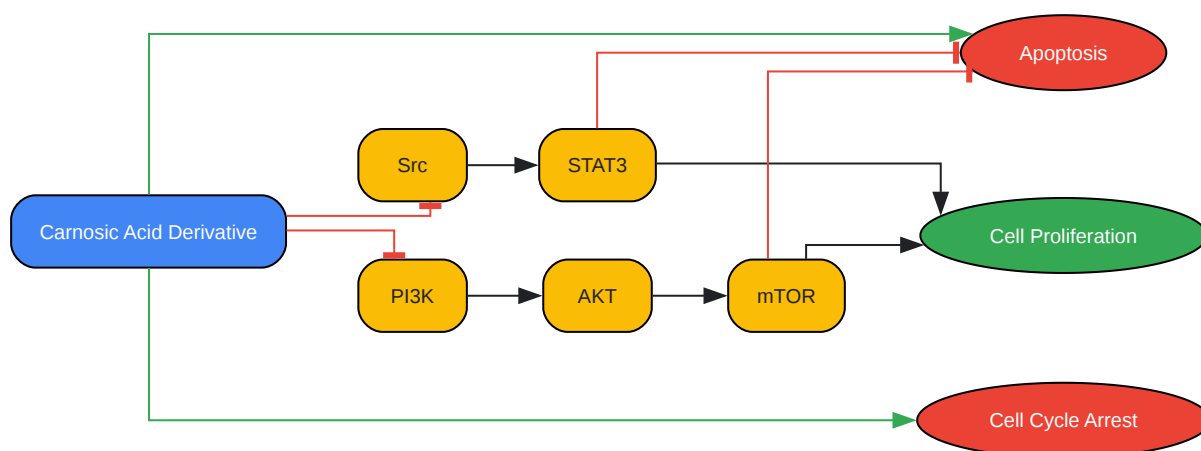 Apoptosis
Src
STAT3
Carnosic Acid Derivative
Cell Proliferation
PI3K
AKT
mTOR
Cell Cycle Arrest